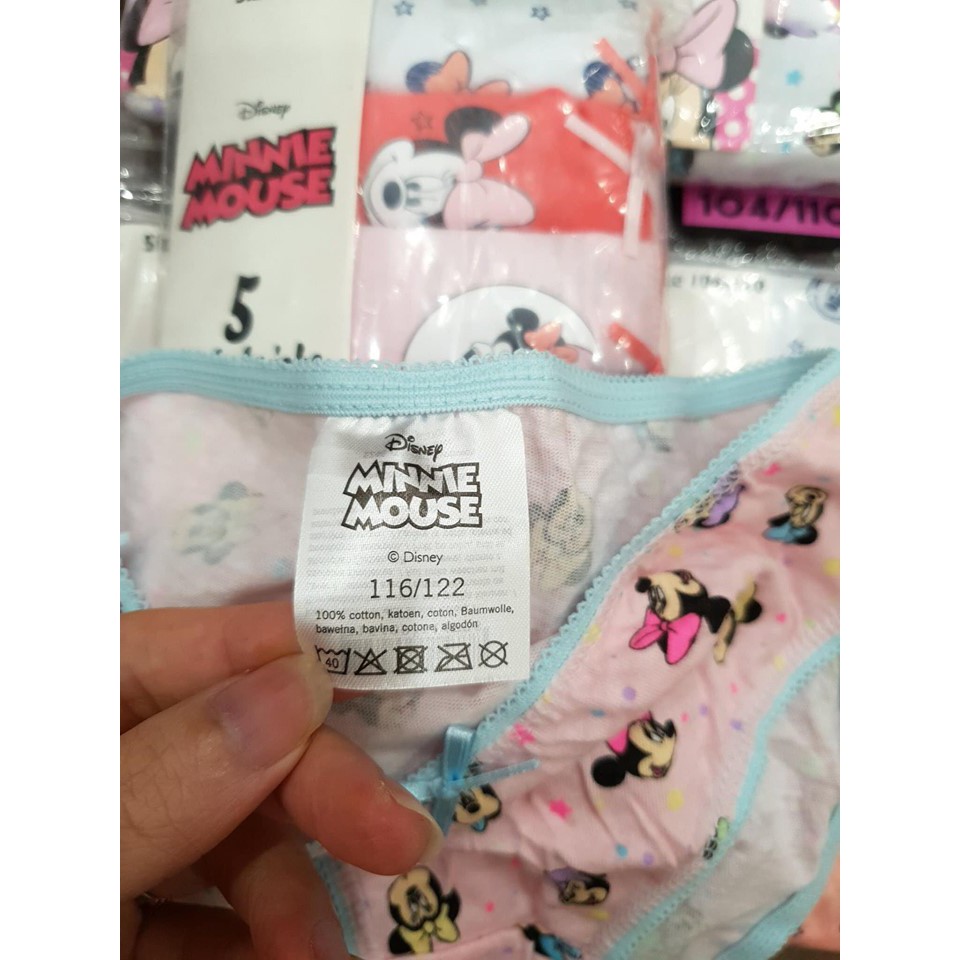 Disney
MINNIE
MOUSE
5
104/110
Disney
MINNIE
MOUSE
© Disney
116/122
100% cotton, katoen, coton, Baumwolle,
bawełna, bavlna, cotone, algodón
40